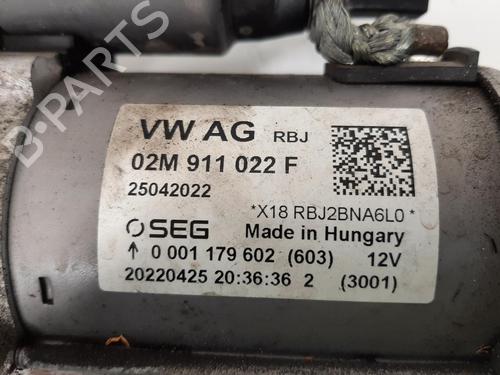 VW AG RBJ
02M 911 022 F
25042022
*X18 RBJ2BNA6L0*
SEG Made in Hungary
↑ 0 001 179 602 (603) 12V
20220425 20:36:36 2 (3001)